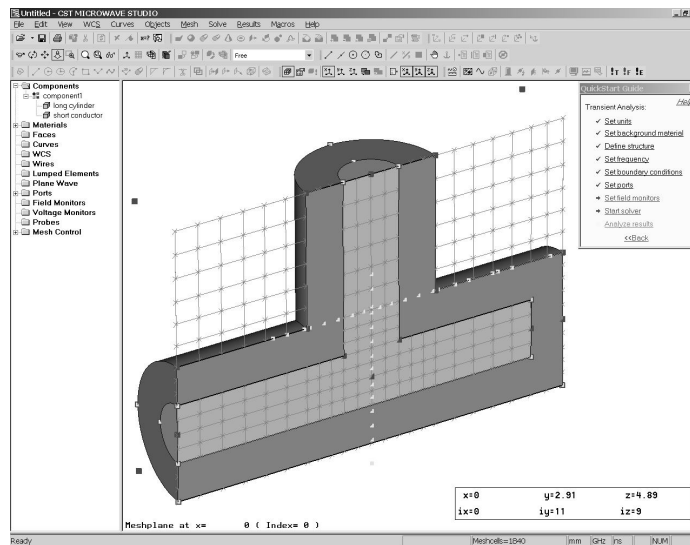 Untitled - CST MICROWAVE STUDIO
File Edit View WCS Curves Objects Mesh Solve Results Macros Help
Free
Components
component1
long cylinder
short conductor
Materials
Faces
Curves
WCS
Wires
Lumped Elements
Plane Wave
Ports
Field Monitors
Voltage Monitors
Probes
Mesh Control
QuickStart Guide
Help
Transient Analysis:
Set units
Set background material
Define structure
Set frequency
Set boundary conditions
Set ports
Set field monitors
Start solver
Analyze results
<<Back
x=0 y=2.91 z=4.89
ix=0 iy=11 iz=9
Meshplane at x= 0 ( Index= 0 )
Ready Meshcells=1840 mm GHz ns NUM